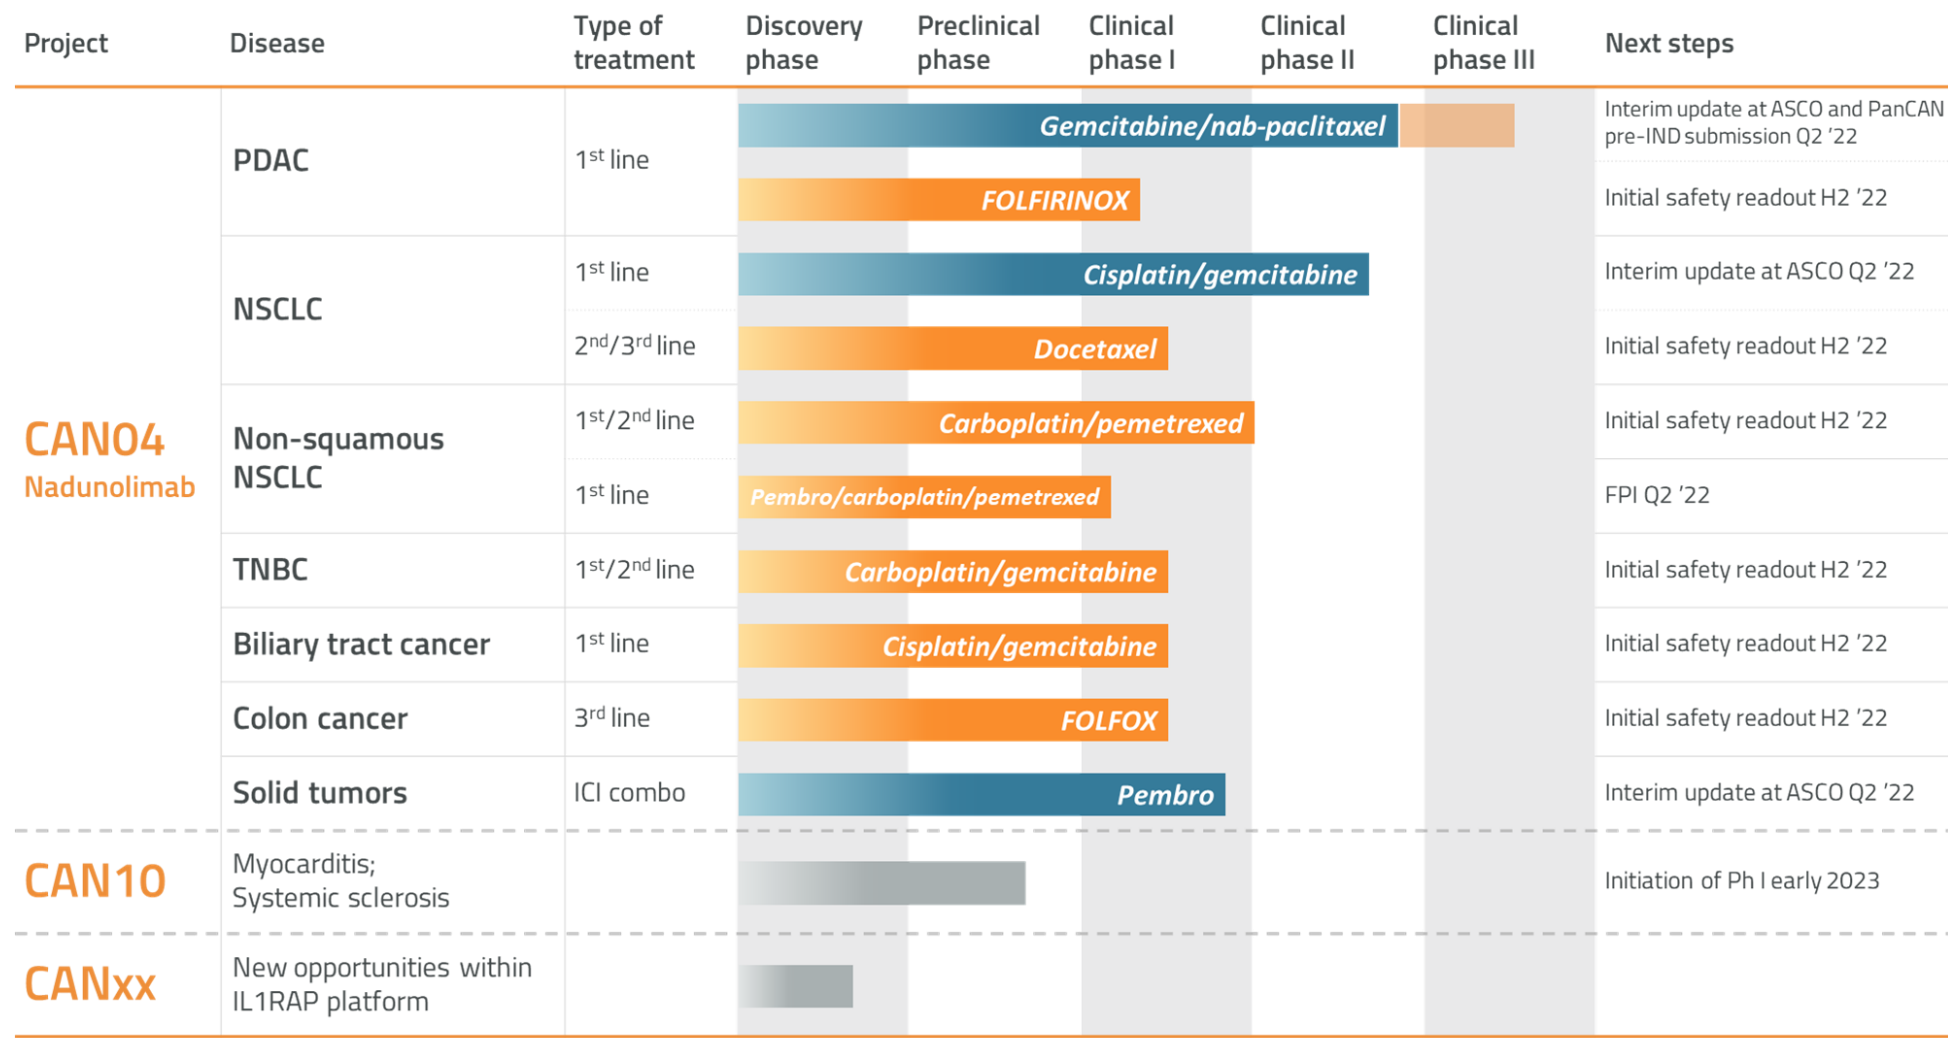 Project
Disease
Type of
treatment
Discovery
phase
Preclinical
phase
Clinical
phase I
Clinical
phase II
Clinical
phase III
Next steps
CAN04
Nadunolimab
PDAC
1st line
Gemcitabine/nab-paclitaxel
Interim update at ASCO and PanCAN
pre-IND submission Q2 '22
FOLFIRINOX
Initial safety readout H2 '22
NSCLC
1st line
Cisplatin/gemcitabine
Interim update at ASCO Q2 '22
2nd/3rd line
Docetaxel
Initial safety readout H2 '22
Non-squamous
NSCLC
1st/2nd line
Carboplatin/pemetrexed
Initial safety readout H2 '22
1st line
Pembro/carboplatin/pemetrexed
FPI Q2 '22
TNBC
1st/2nd line
Carboplatin/gemcitabine
Initial safety readout H2 '22
Biliary tract cancer
1st line
Cisplatin/gemcitabine
Initial safety readout H2 '22
Colon cancer
3rd line
FOLFOX
Initial safety readout H2 '22
Solid tumors
ICI combo
Pembro
Interim update at ASCO Q2 '22
CAN10
Myocarditis;
Systemic sclerosis
Initiation of Ph I early 2023
CANxx
New opportunities within
IL1RAP platform